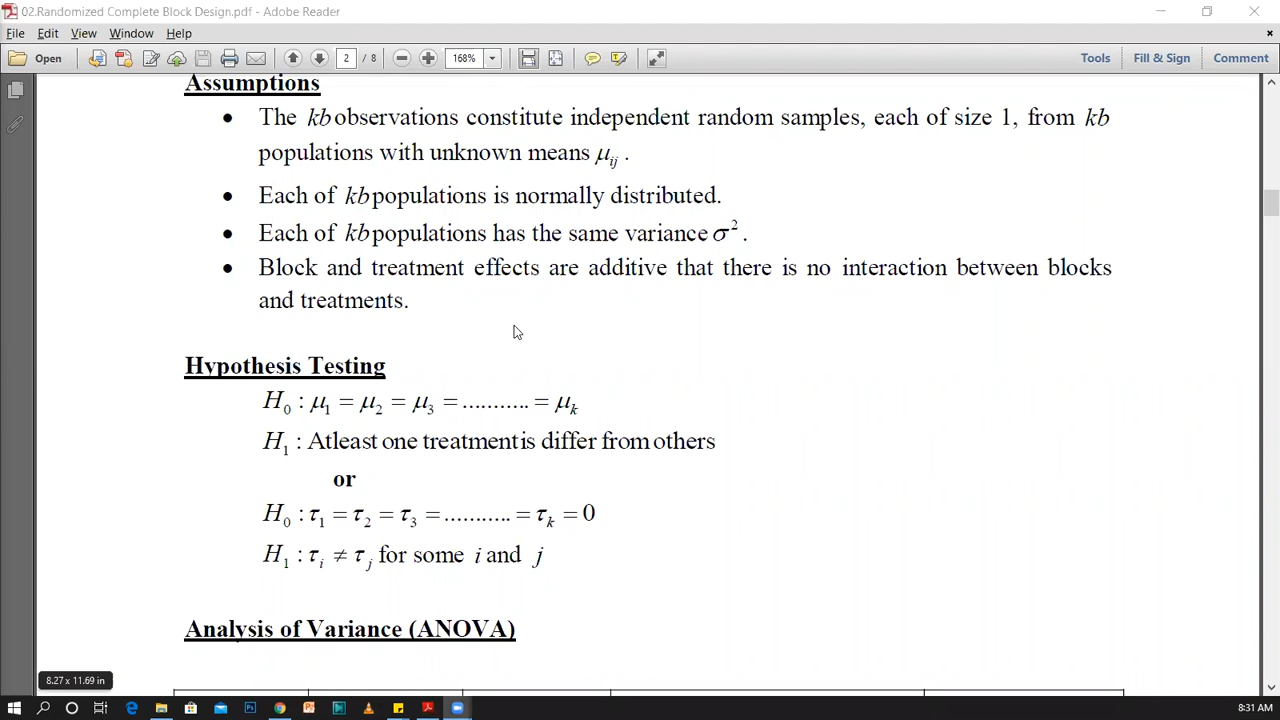 02.Randomized Complete Block Design.pdf - Adobe Reader
File Edit View Window Help
Open 2 / 8 168% Tools Fill & Sign Comment
Assumptions
• The kb observations constitute independent random samples, each of size 1, from kb
populations with unknown means μij .
• Each of kb populations is normally distributed.
• Each of kb populations has the same variance σ² .
• Block and treatment effects are additive that there is no interaction between blocks
and treatments.
Hypothesis Testing
H₀ : μ₁ = μ₂ = μ₃ = ........... = μk
H₁ : Atleast one treatment is differ from others
or
H₀ : τ₁ = τ₂ = τ₃ = ........... = τk = 0
H₁ : τi ≠ τj for some i and j
Analysis of Variance (ANOVA)
8.27 x 11.69 in
8:31 AM